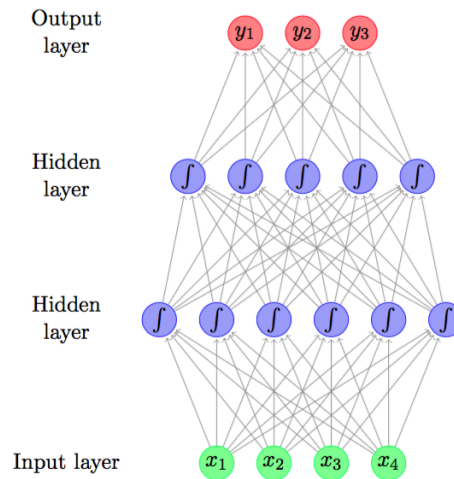 Output
layer
y₁ y₂ y₃
Hidden
layer
∫ ∫ ∫ ∫ ∫
Hidden
layer
∫ ∫ ∫ ∫ ∫ ∫
Input layer
x₁ x₂ x₃ x₄